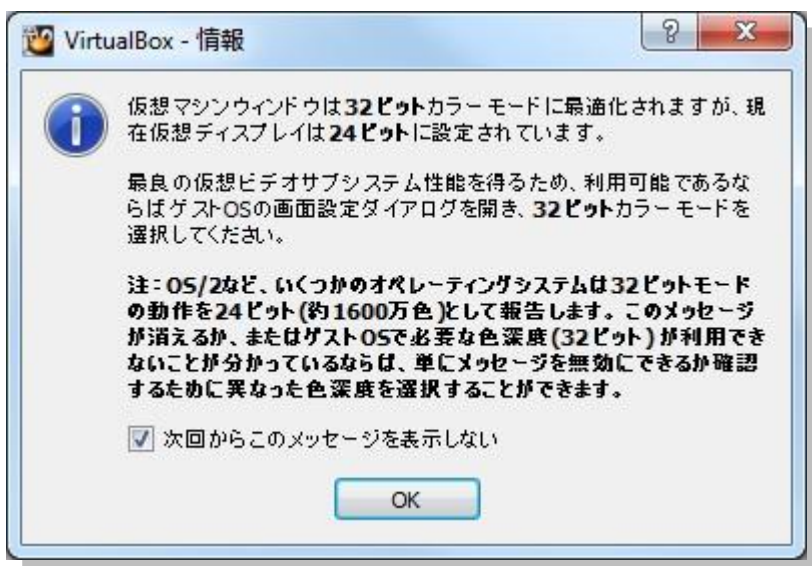 VirtualBox - 情報
仮想マシンウィンドウは32ビットカラーモードに最適化されますが、現
在仮想ディスプレイは24ビットに設定されています。
最良の仮想ビデオサブシステム性能を得るため、利用可能であるな
らばゲストOSの画面設定ダイアログを開き、32ビットカラーモードを
選択してください。
注：OS/2など、いくつかのオペレーティングシステムは32ビットモード
の動作を24ビット(約1600万色)として報告します。このメッセージ
が消えるか、またはゲストOSで必要な色深度(32ビット)が利用でき
ないことが分かっているならば、単にメッセージを無効にできるか確認
するために異なった色深度を選択することができます。
次回からこのメッセージを表示しない
OK